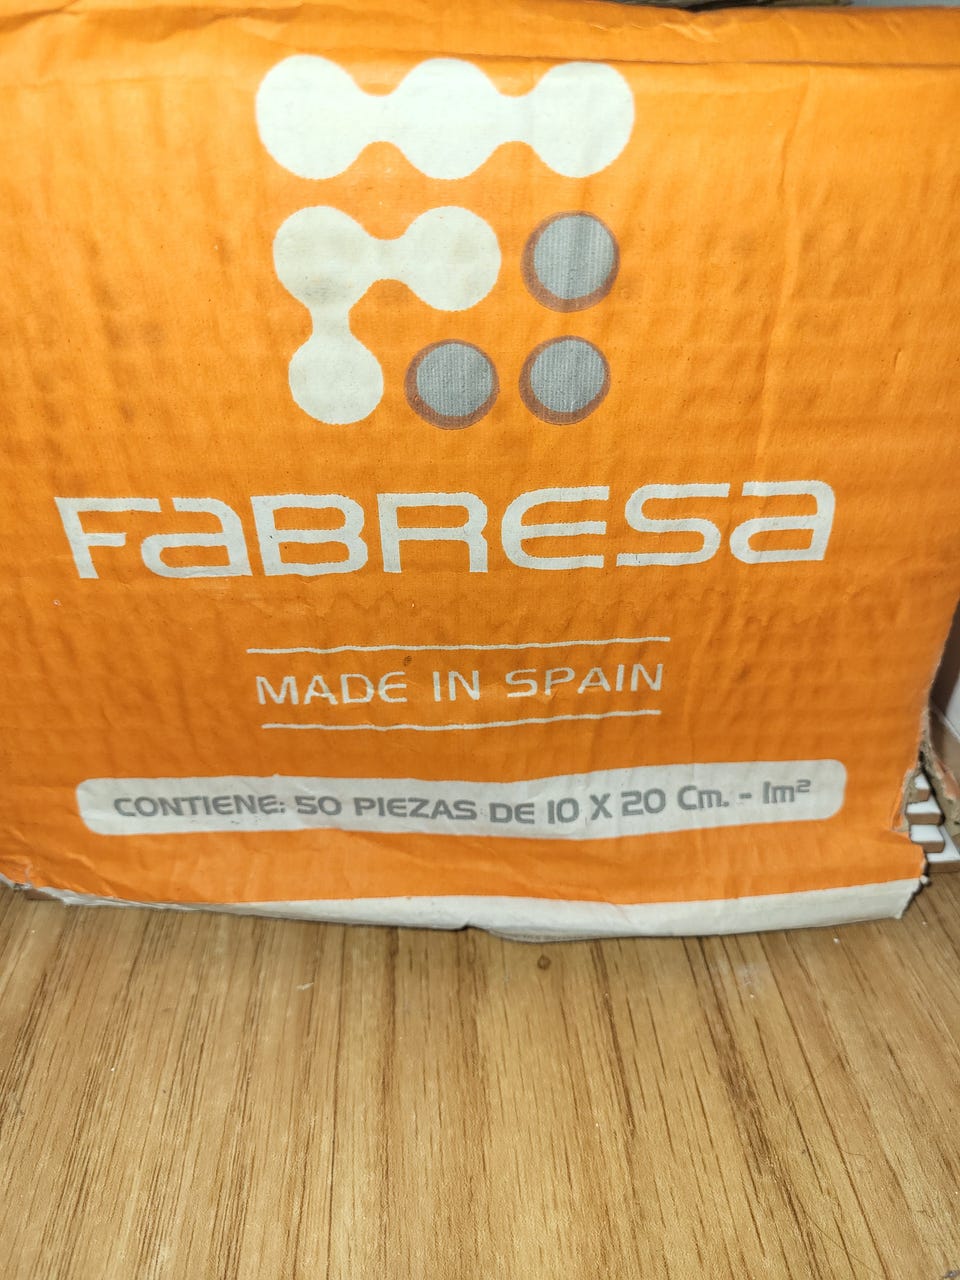 FABRESA
MADE IN SPAIN
CONTIENE: 50 PIEZAS DE 10 X 20 Cm. - 1m²